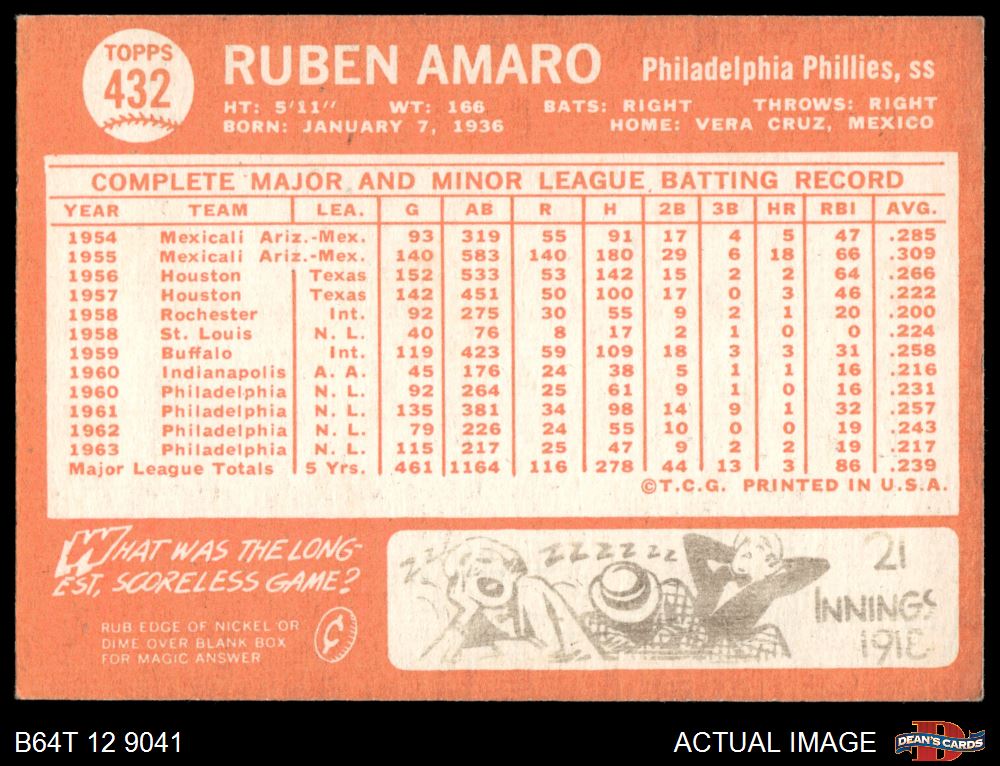 TOPPS
432
RUBEN AMARO Philadelphia Phillies, ss
HT: 5'11" WT: 166 BATS: RIGHT THROWS: RIGHT
BORN: JANUARY 7, 1936 HOME: VERA CRUZ, MEXICO
COMPLETE MAJOR AND MINOR LEAGUE BATTING RECORD
YEAR TEAM LEA. G AB R H 2B 3B HR RBI AVG.
1954 Mexicali Ariz.-Mex. 93 319 55 91 17 4 5 47 .285
1955 Mexicali Ariz.-Mex. 140 583 140 180 29 6 18 66 .309
1956 Houston Texas 152 533 53 142 15 2 2 64 .266
1957 Houston Texas 142 451 50 100 17 0 3 46 .222
1958 Rochester Int. 92 275 30 55 9 2 1 20 .200
1958 St. Louis N. L. 40 76 8 17 2 1 0 0 .224
1959 Buffalo Int. 119 423 59 109 18 3 3 31 .258
1960 Indianapolis A. A. 45 176 24 38 5 1 1 16 .216
1960 Philadelphia N. L. 92 264 25 61 9 1 0 16 .231
1961 Philadelphia N. L. 135 381 34 98 14 9 1 32 .257
1962 Philadelphia N. L. 79 226 24 55 10 0 0 19 .243
1963 Philadelphia N. L. 115 217 25 47 9 2 2 19 .217
Major League Totals 5 Yrs. 461 1164 116 278 44 13 3 86 .239
©T.C.G. PRINTED IN U.S.A.
WHAT WAS THE LONG-
EST, SCORELESS GAME?
RUB EDGE OF NICKEL OR
DIME OVER BLANK BOX
FOR MAGIC ANSWER
ZZZ ZZZZZZ
21
INNINGS
B64T 12 9041 ACTUAL IMAGE DEAN'S CARDS